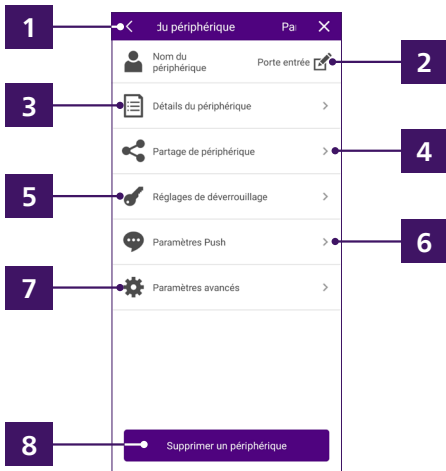 1
du périphérique Pa
2
Nom du
périphérique
Porte entrée
3
Détails du périphérique
4
Partage de périphérique
5
Réglages de déverrouillage
6
Paramètres Push
7
Paramètres avancés
8
Supprimer un périphérique